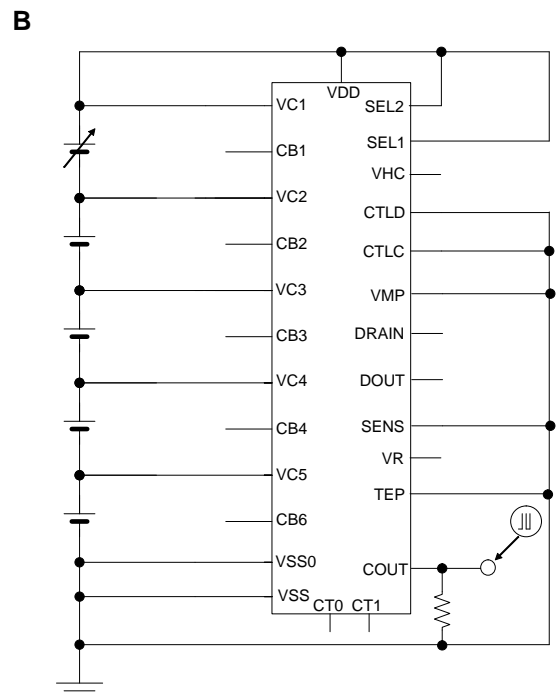 B
VDD
VC1
CB1
VC2
CB2
VC3
CB3
VC4
CB4
VC5
CB6
VSS0
VSS
CT0 CT1
SEL2
SEL1
VHC
CTLD
CTLC
VMP
DRAIN
DOUT
SENS
VR
TEP
COUT